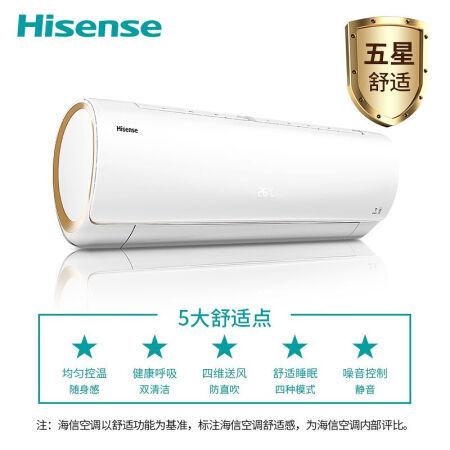 Hisense
五星
舒适
Hisense
26℃
5大舒适点
均匀控温 健康呼吸 四维送风 舒适睡眠 噪音控制
随身感 双清洁 防直吹 四种模式 静音
注：海信空调以舒适功能为基准，标注海信空调舒适感，为海信空调内部评比。